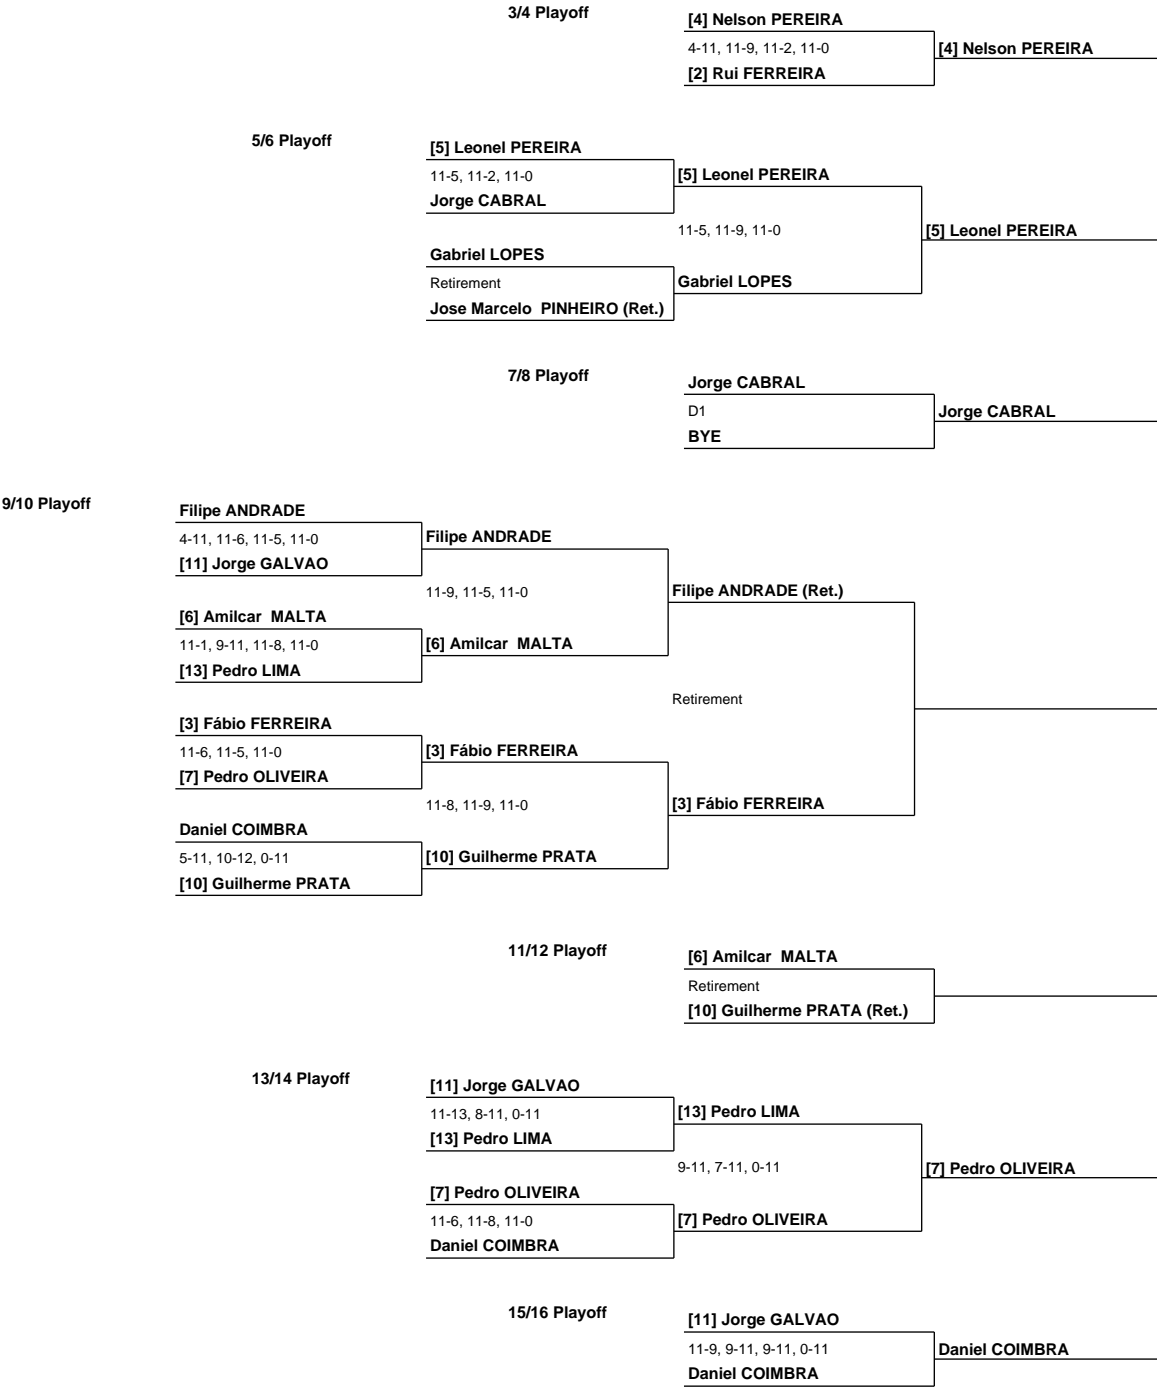 3/4 Playoff
[4] Nelson PEREIRA
4-11, 11-9, 11-2, 11-0
[4] Nelson PEREIRA
[2] Rui FERREIRA
5/6 Playoff
[5] Leonel PEREIRA
11-5, 11-2, 11-0
[5] Leonel PEREIRA
Jorge CABRAL
11-5, 11-9, 11-0
[5] Leonel PEREIRA
Gabriel LOPES
Retirement
Gabriel LOPES
Jose Marcelo  PINHEIRO (Ret.)
7/8 Playoff
Jorge CABRAL
D1
Jorge CABRAL
BYE
9/10 Playoff
Filipe ANDRADE
4-11, 11-6, 11-5, 11-0
Filipe ANDRADE
[11] Jorge GALVAO
11-9, 11-5, 11-0
Filipe ANDRADE (Ret.)
[6] Amilcar  MALTA
11-1, 9-11, 11-8, 11-0
[6] Amilcar  MALTA
[13] Pedro LIMA
Retirement
[3] Fábio FERREIRA
11-6, 11-5, 11-0
[3] Fábio FERREIRA
[7] Pedro OLIVEIRA
11-8, 11-9, 11-0
[3] Fábio FERREIRA
Daniel COIMBRA
5-11, 10-12, 0-11
[10] Guilherme PRATA
[10] Guilherme PRATA
11/12 Playoff
[6] Amilcar  MALTA
Retirement
[10] Guilherme PRATA (Ret.)
13/14 Playoff
[11] Jorge GALVAO
11-13, 8-11, 0-11
[13] Pedro LIMA
[13] Pedro LIMA
9-11, 7-11, 0-11
[7] Pedro OLIVEIRA
[7] Pedro OLIVEIRA
11-6, 11-8, 11-0
[7] Pedro OLIVEIRA
Daniel COIMBRA
15/16 Playoff
[11] Jorge GALVAO
11-9, 9-11, 9-11, 0-11
Daniel COIMBRA
Daniel COIMBRA